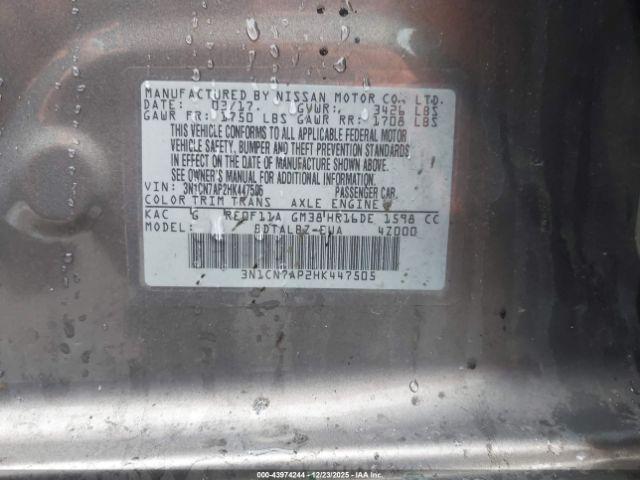 MANUFACTURED BY NISSAN MOTOR CO., LTD.
DATE: 03/17. GVWR: 3426 LBS
GAWR FR: 1750 LBS GAWR RR: 1708 LBS
THIS VEHICLE CONFORMS TO ALL APPLICABLE FEDERAL MOTOR
VEHICLE SAFETY, BUMPER AND THEFT PREVENTION STANDARDS
IN EFFECT ON THE DATE OF MANUFACTURE SHOWN ABOVE.
SEE OWNER'S MANUAL FOR ADDITIONAL INFORMATION.
VIN: 3N1CN7AP2HK447505 PASSENGER CAR
COLOR TRIM TRANS AXLE ENGINE
KAC G RE0F11A GM38 HR16DE 1598 CC
MODEL: BDTALBZ-EUA 4Z000
3N1CN7AP2HK447505
© 43974244 - 12/23/2025 - IAA, Inc.